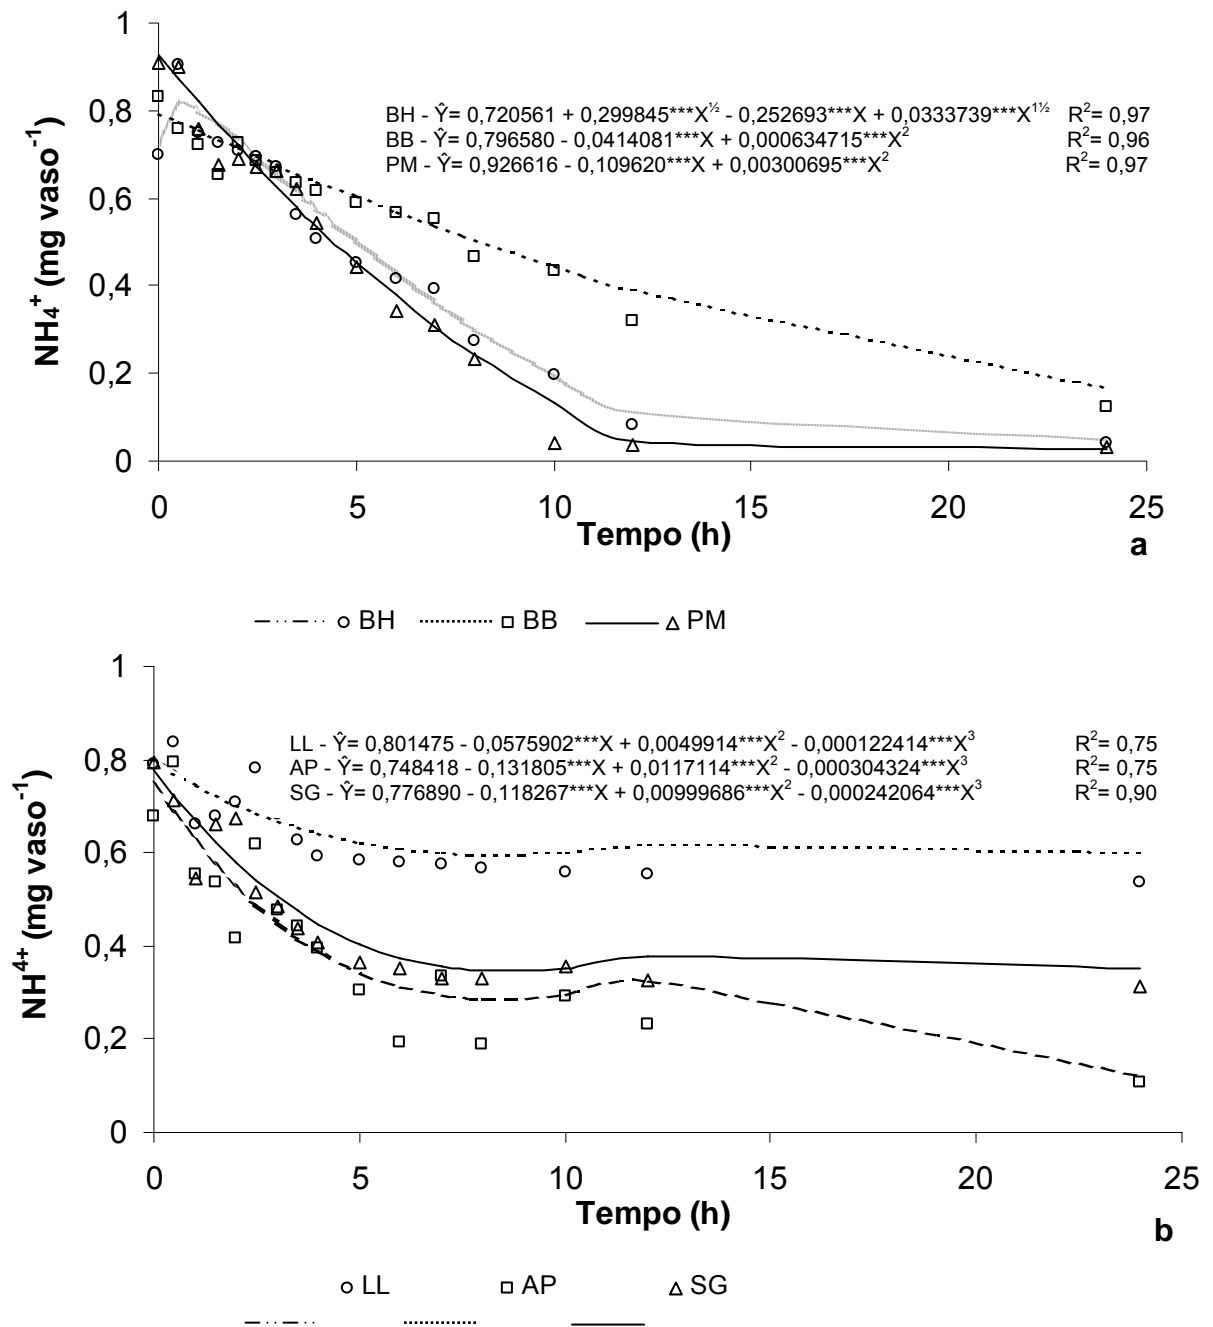 1
BH - Ŷ= 0,720561 + 0,299845***X^½ - 0,252693***X + 0,0333739***X^1½ R²= 0,97
0,8
BB - Ŷ= 0,796580 - 0,0414081***X + 0,000634715***X² R²= 0,96
PM - Ŷ= 0,926616 - 0,109620***X + 0,00300695***X² R²= 0,97
0,6
0,4
0,2
0
NH₄⁺ (mg vaso⁻¹)
0 5 10 15 20 25
Tempo (h)
a
BH BB PM
1
LL - Ŷ= 0,801475 - 0,0575902***X + 0,0049914***X² - 0,000122414***X³ R²= 0,75
0,8
AP - Ŷ= 0,748418 - 0,131805***X + 0,0117114***X² - 0,000304324***X³ R²= 0,75
SG - Ŷ= 0,776890 - 0,118267***X + 0,00999686***X² - 0,000242064***X³ R²= 0,90
0,6
0,4
0,2
0
NH⁴⁺ (mg vaso⁻¹)
0 5 10 15 20 25
Tempo (h)
b
LL AP SG